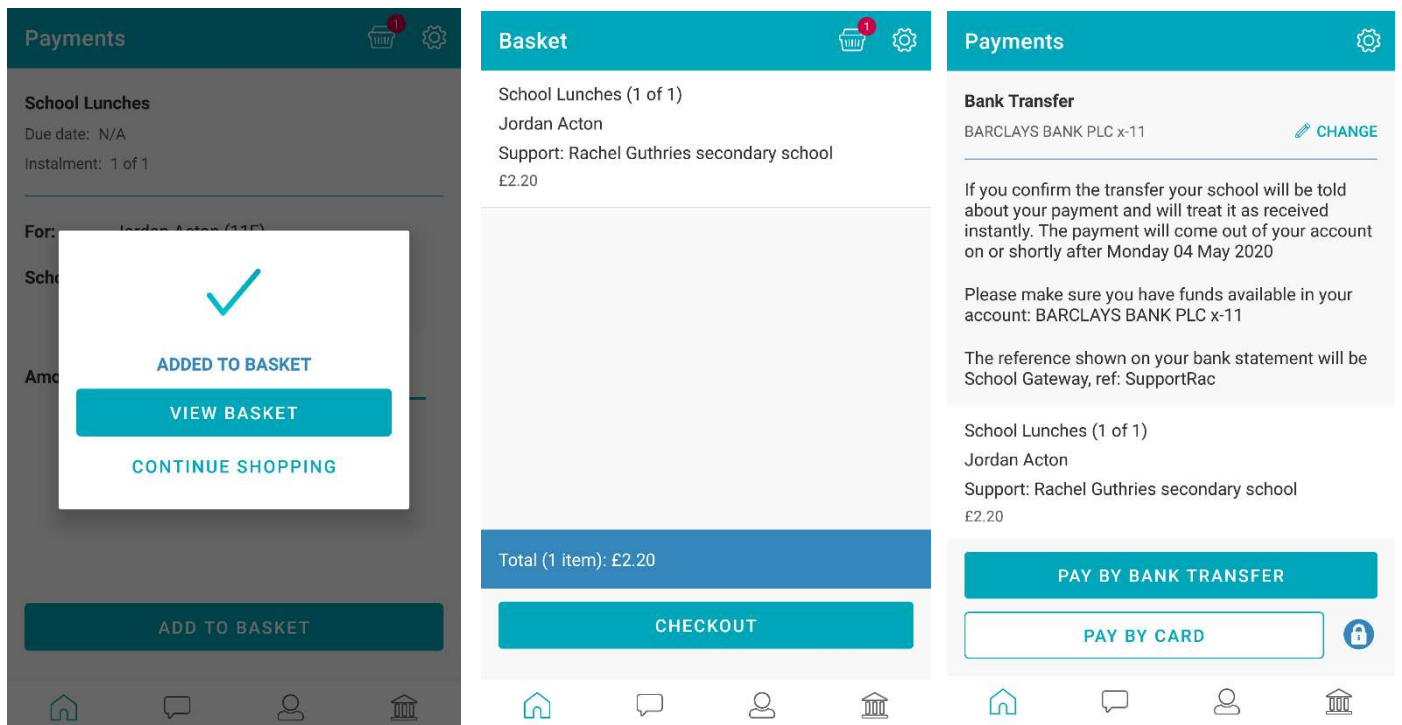 Payments
1
School Lunches
Due date: N/A
Instalment: 1 of 1
For: Jordan Acton (11F)
ADDED TO BASKET
VIEW BASKET
CONTINUE SHOPPING
ADD TO BASKET
Basket
1
School Lunches (1 of 1)
Jordan Acton
Support: Rachel Guthries secondary school
£2.20
Total (1 item): £2.20
CHECKOUT
Payments
Bank Transfer
BARCLAYS BANK PLC x-11
CHANGE
If you confirm the transfer your school will be told
about your payment and will treat it as received
instantly. The payment will come out of your account
on or shortly after Monday 04 May 2020
Please make sure you have funds available in your
account: BARCLAYS BANK PLC x-11
The reference shown on your bank statement will be
School Gateway, ref: SupportRac
School Lunches (1 of 1)
Jordan Acton
Support: Rachel Guthries secondary school
£2.20
PAY BY BANK TRANSFER
PAY BY CARD